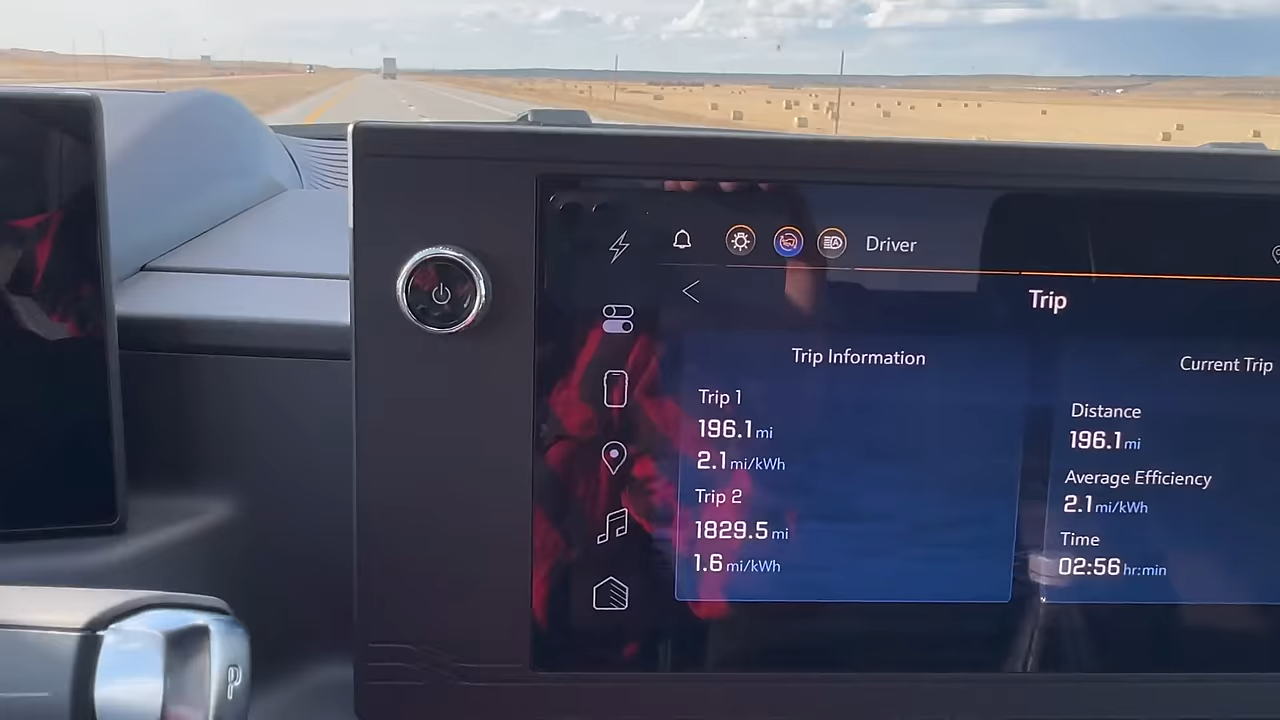 Driver
Trip
Trip Information
Trip 1
196.1 mi
2.1 mi/kWh
Trip 2
1829.5 mi
1.6 mi/kWh
Current Trip
Distance
196.1 mi
Average Efficiency
2.1 mi/kWh
Time
02:56 hr:min
P